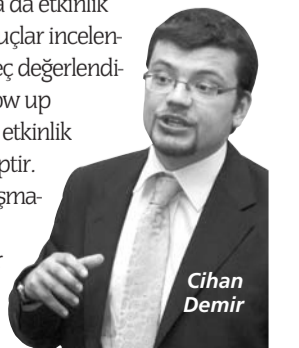 da etkinlik
uçlar incelen-
eç değerlendi-
ow up
etkinlik
ptir.
şma-
Cihan
Demir